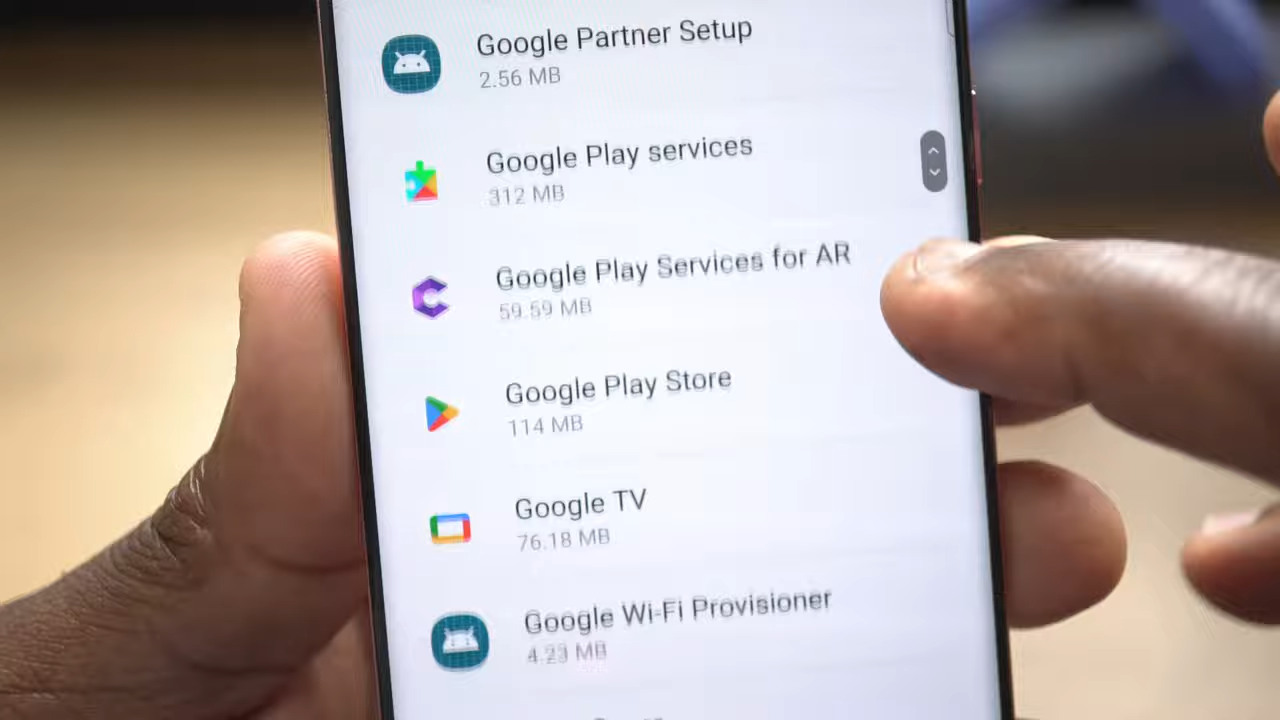 Google Partner Setup
2.56 MB
Google Play services
312 MB
Google Play Services for AR
59.59 MB
Google Play Store
114 MB
Google TV
76.18 MB
Google Wi-Fi Provisioner
4.23 MB